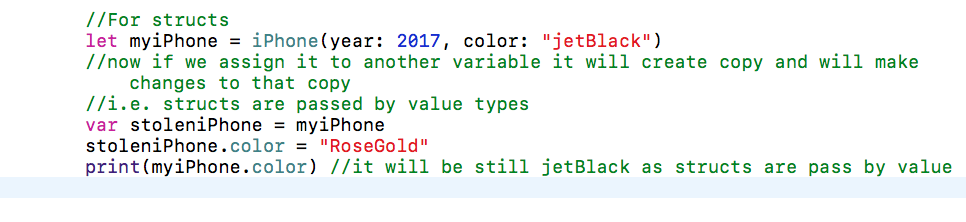 //For structs
let myiPhone = iPhone(year: 2017, color: "jetBlack")
//now if we assign it to another variable it will create copy and will make
changes to that copy
//i.e. structs are passed by value types
var stoleniPhone = myiPhone
stoleniPhone.color = "RoseGold"
print(myiPhone.color) //it will be still jetBlack as structs are pass by value